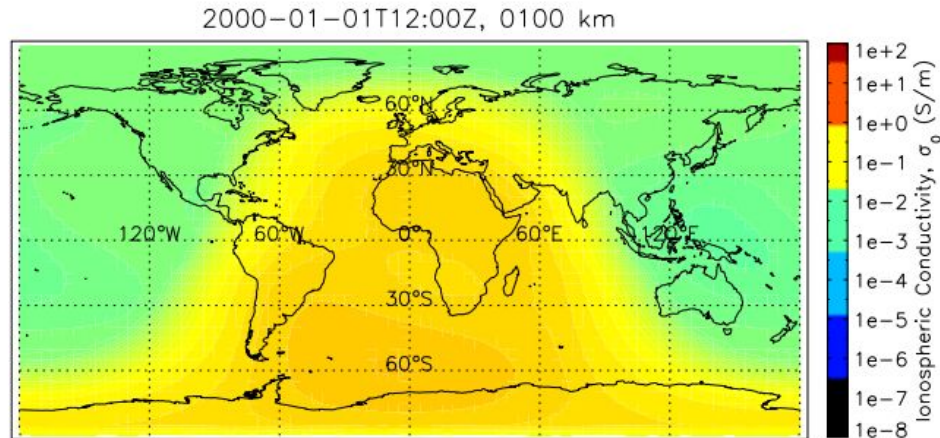 2000-01-01T12:00Z, 0100 km
60°N
30°N
120°W 60°W 0° 60°E 120°E
30°S
60°S
1e+2
1e+1
1e+0
1e-1
1e-2
1e-3
1e-4
1e-5
1e-6
1e-7
1e-8
Ionospheric Conductivity, σ₀ (S/m)